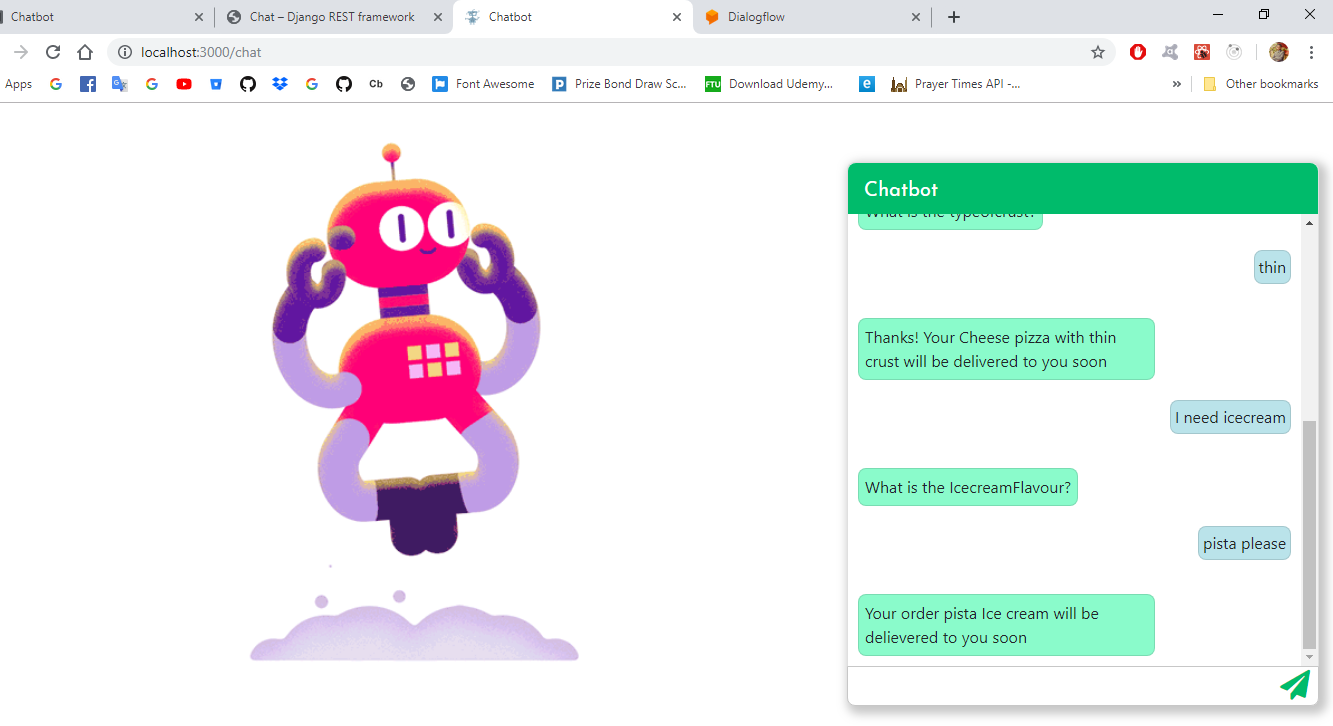 Chatbot
Chat – Django REST framework
Chatbot
Dialogflow
localhost:3000/chat
Apps
Cb
Font Awesome
Prize Bond Draw Sc...
FTU
Download Udemy...
Prayer Times API -...
»
Other bookmarks
Chatbot
What is the typeofcrust?
thin
Thanks! Your Cheese pizza with thin
crust will be delivered to you soon
I need icecream
What is the IcecreamFlavour?
pista please
Your order pista Ice cream will be
delievered to you soon